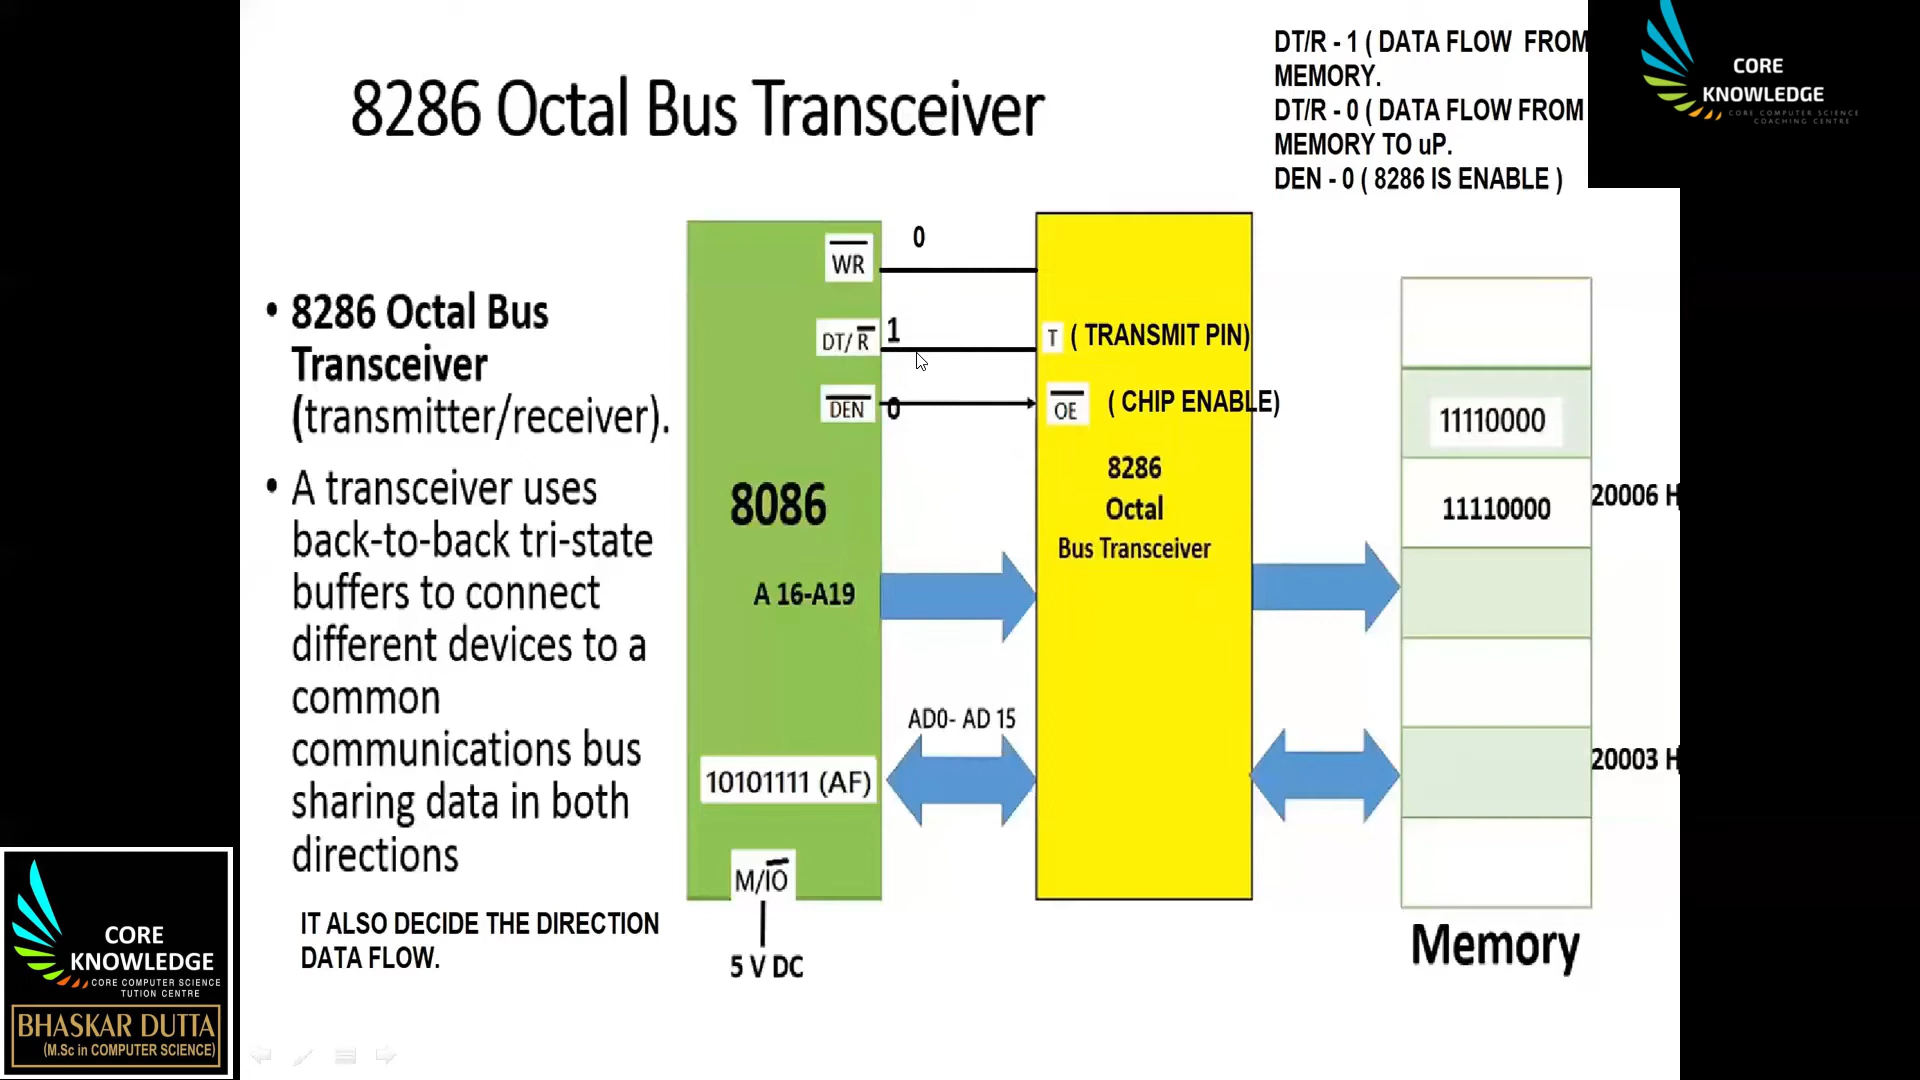 8286 Octal Bus Transceiver
DT/R - 1 ( DATA FLOW  FROM
MEMORY.
DT/R - 0 ( DATA FLOW FROM
MEMORY TO uP.
DEN - 0 ( 8286 IS ENABLE )
CORE
KNOWLEDGE
CORE COMPUTER SCIENCE
COACHING CENTRE
• 8286 Octal Bus
Transceiver
(transmitter/receiver).
• A transceiver uses
back-to-back tri-state
buffers to connect
different devices to a
common
communications bus
sharing data in both
directions
IT ALSO DECIDE THE DIRECTION
DATA FLOW.
WR
0
DT/ R
1
T ( TRANSMIT PIN)
DEN
0
OE ( CHIP ENABLE)
8086
8286
Octal
Bus Transceiver
A 16-A19
AD0- AD 15
10101111 (AF)
M/IO
5 V DC
11110000
11110000
20006 H
20003 H
Memory
CORE
KNOWLEDGE
CORE COMPUTER SCIENCE
TUTION CENTRE
BHASKAR DUTTA
(M.Sc in COMPUTER SCIENCE)